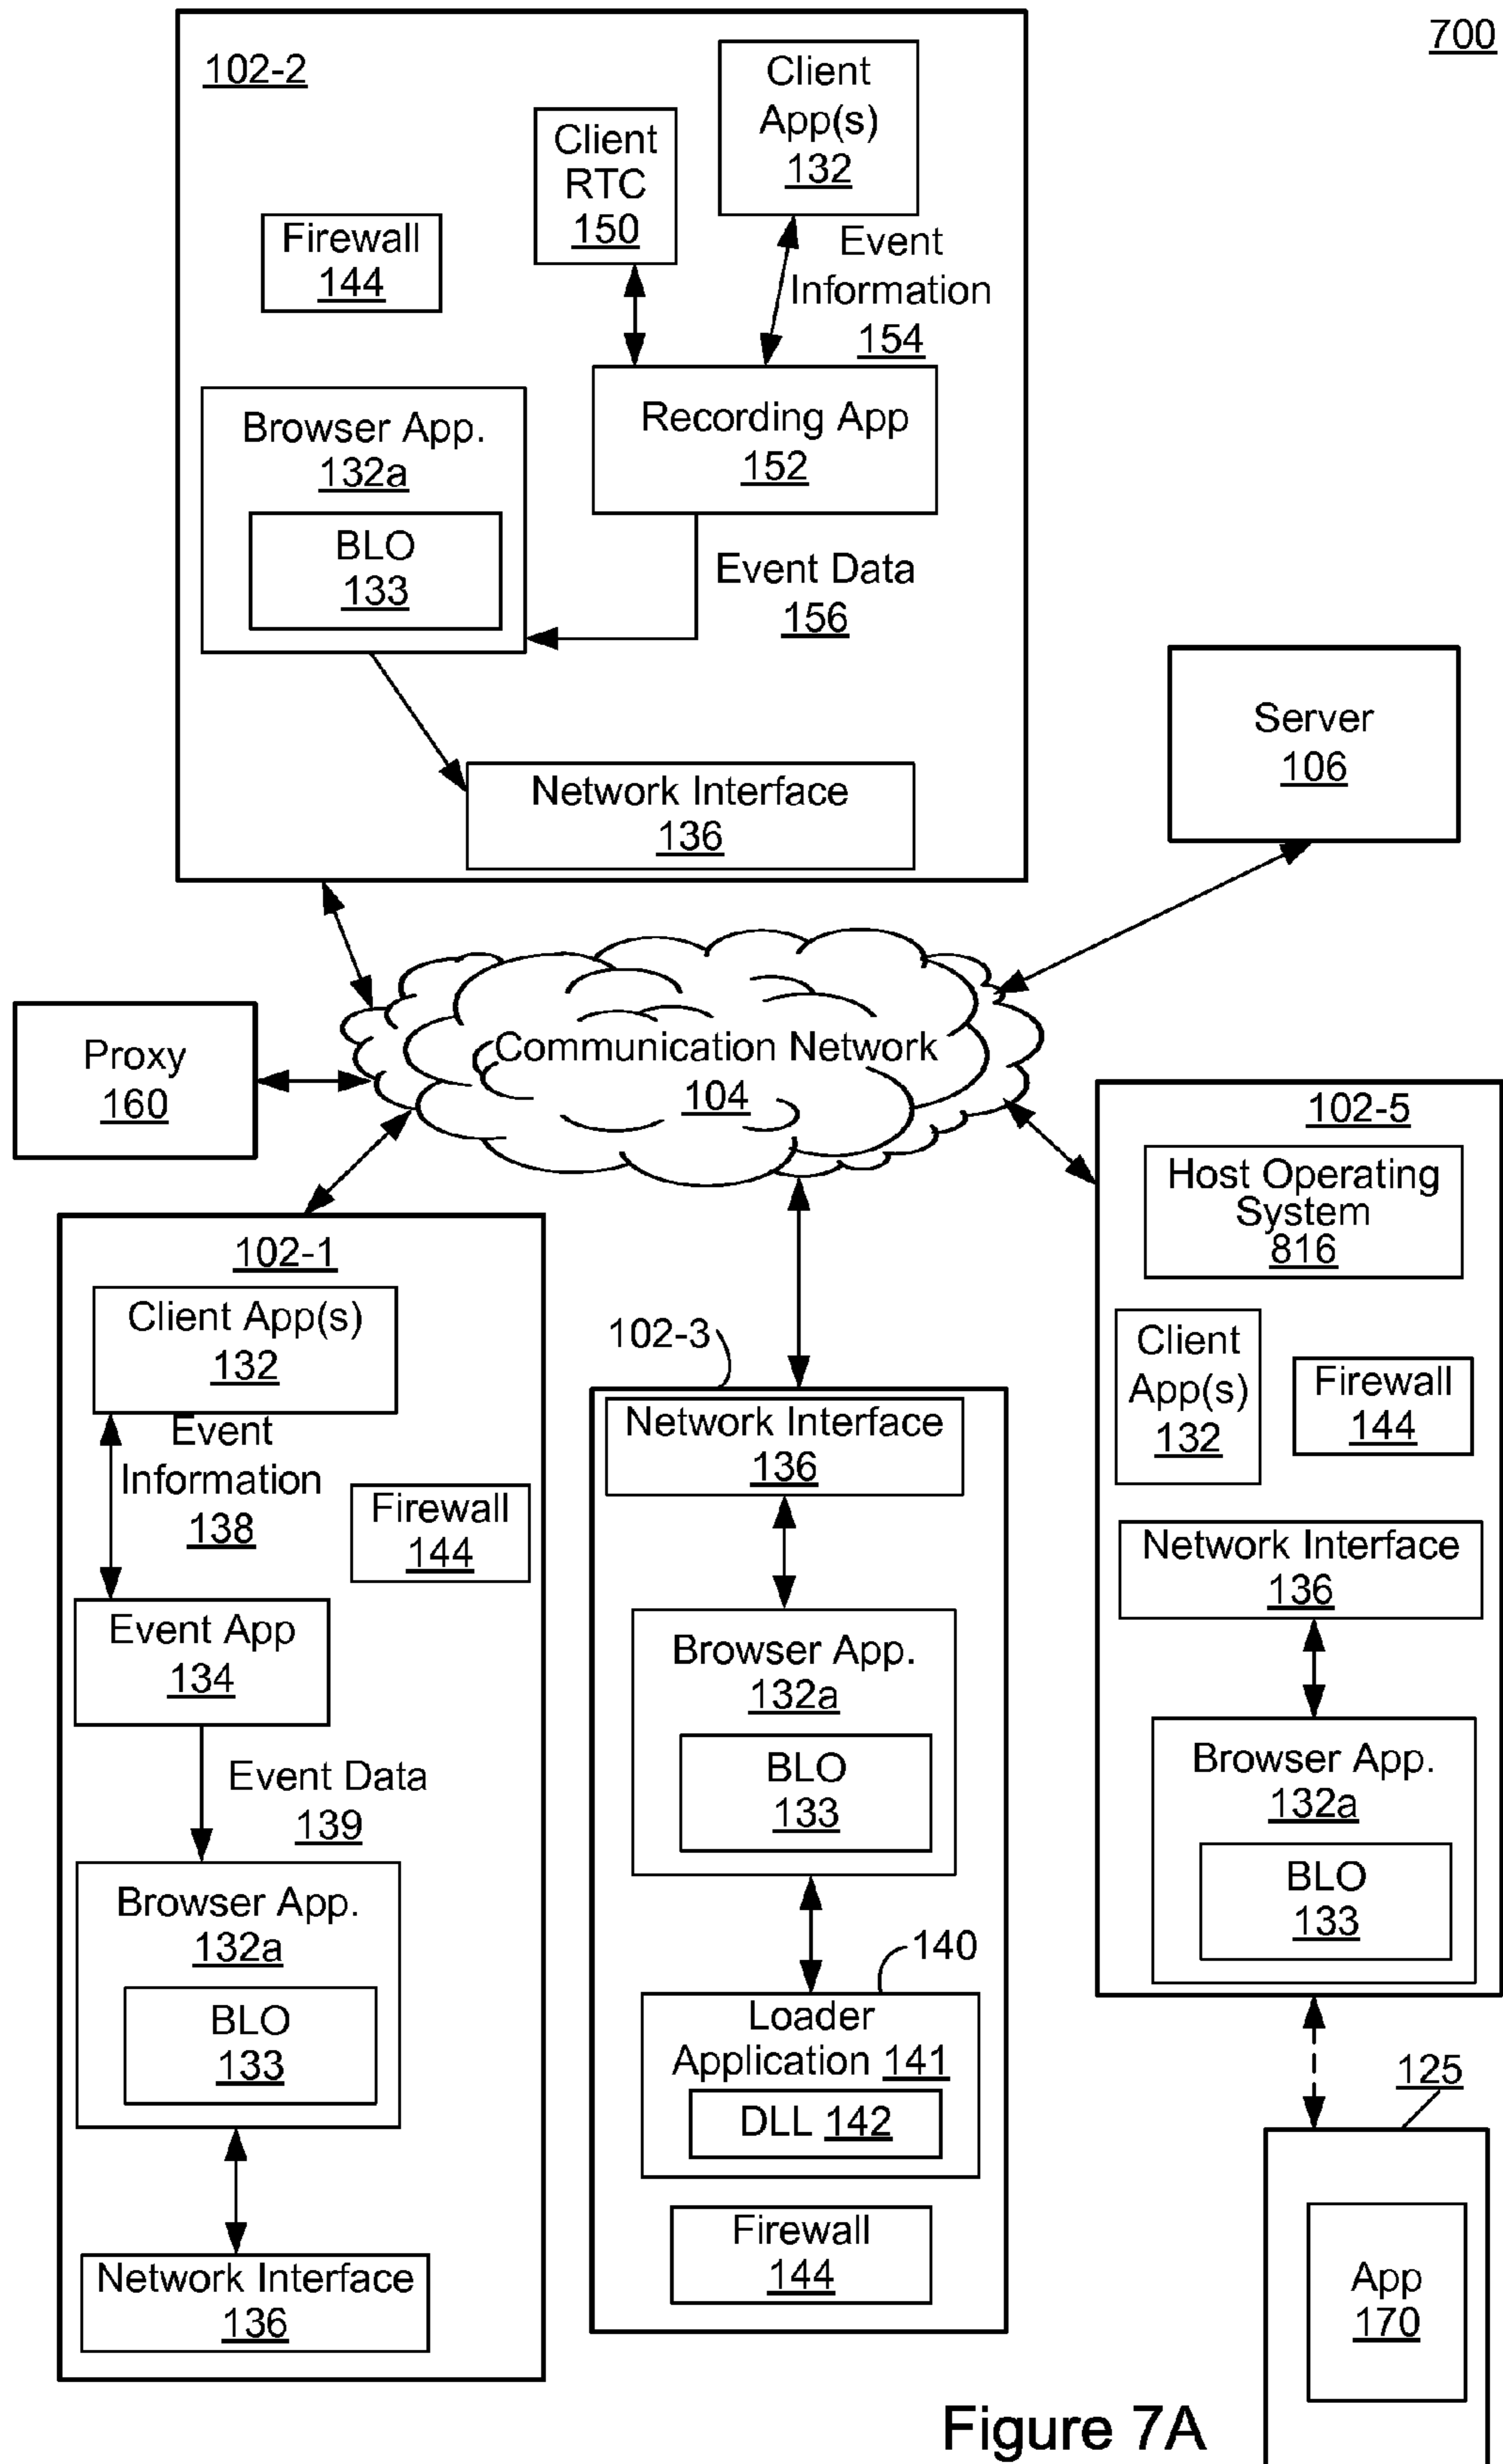 700
102-2
Client
App(s)
132
Client
RTC
150
Firewall
144
Event
Information
154
Browser App.
132a
BLO
133
Recording App
152
Event Data
156
Network Interface
136
Server
106
Communication Network
104
Proxy
160
102-1
Client App(s)
132
Event
Information
138
Firewall
144
Event App
134
Event Data
139
Browser App.
132a
BLO
133
Network Interface
136
102-3
Network Interface
136
Browser App.
132a
BLO
133
140
Loader
Application 141
DLL 142
Firewall
144
102-5
Host Operating
System
816
Client
App(s)
132
Firewall
144
Network Interface
136
Browser App.
132a
BLO
133
125
App
170
Figure 7A